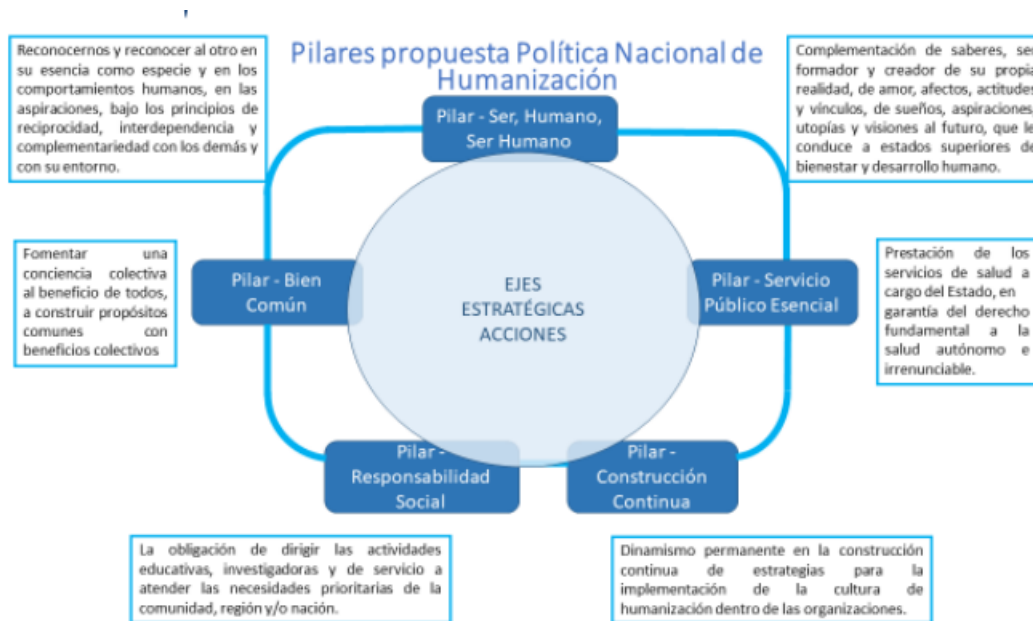 Pilares propuesta Política Nacional de
Humanización
Reconocernos y reconocer al otro en
su esencia como especie y en los
comportamientos humanos, en las
aspiraciones, bajo los principios de
reciprocidad, interdependencia y
complementariedad con los demás y
con su entorno.
Complementación de saberes, ser
formador y creador de su propia
realidad, de amor, afectos, actitudes
y vínculos, de sueños, aspiraciones,
utopías y visiones al futuro, que le
conduce a estados superiores de
bienestar y desarrollo humano.
Pilar - Ser, Humano,
Ser Humano
Fomentar una
conciencia colectiva
al beneficio de todos,
a construir propósitos
comunes con
beneficios colectivos
Pilar - Bien
Común
EJES
ESTRATÉGICAS
ACCIONES
Pilar - Servicio
Público Esencial
Prestación de los
servicios de salud a
cargo del Estado, en
garantía del derecho
fundamental a la
salud autónomo e
irrenunciable.
Pilar -
Responsabilidad
Social
Pilar -
Construcción
Continua
La obligación de dirigir las actividades
educativas, investigadoras y de servicio a
atender las necesidades prioritarias de la
comunidad, región y/o nación.
Dinamismo permanente en la construcción
continua de estrategias para la
implementación de la cultura de
humanización dentro de las organizaciones.